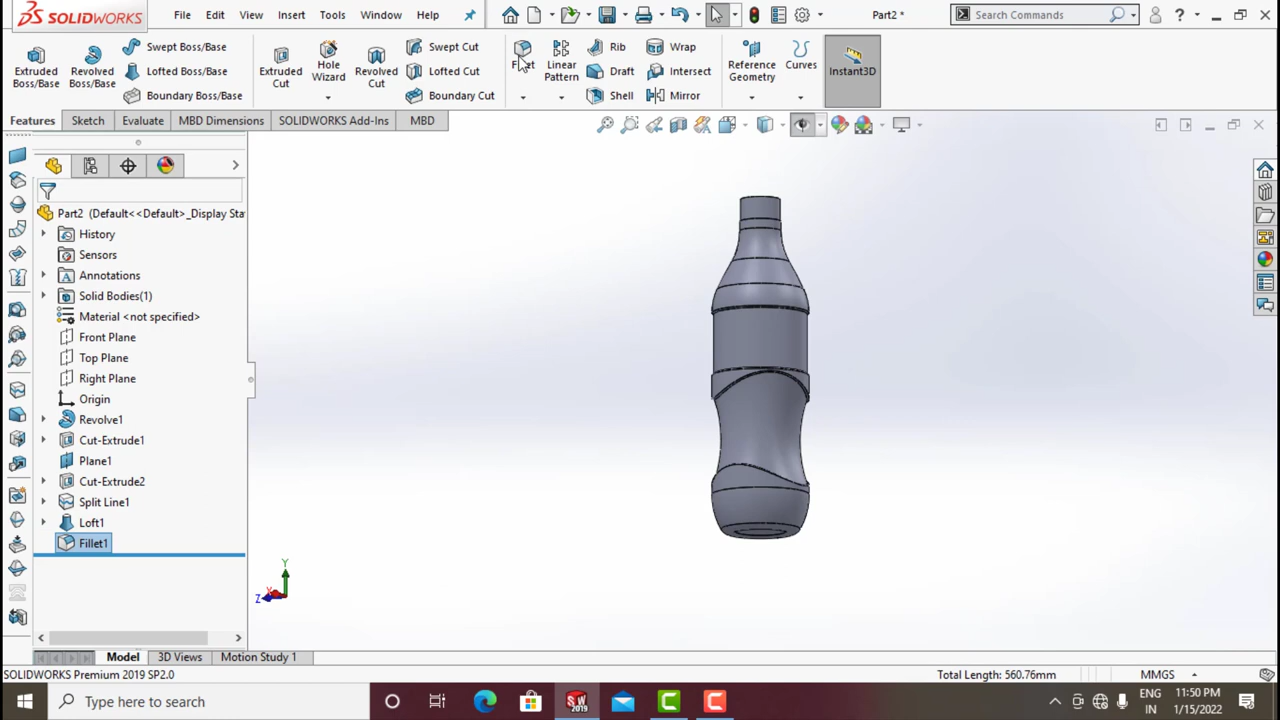 SOLIDWORKS File Edit View Insert Tools Window Help Part2 * Search Commands
Extruded Boss/Base
Revolved Boss/Base
Swept Boss/Base
Lofted Boss/Base
Boundary Boss/Base
Extruded Cut
Hole Wizard
Revolved Cut
Swept Cut
Lofted Cut
Boundary Cut
Linear Pattern
Rib
Draft
Shell
Wrap
Intersect
Mirror
Reference Geometry
Curves
Instant3D
Features Sketch Evaluate MBD Dimensions SOLIDWORKS Add-Ins MBD
Part2 (Default<<Default>_Display Sta
History
Sensors
Annotations
Solid Bodies(1)
Material <not specified>
Front Plane
Top Plane
Right Plane
Origin
Revolve1
Cut-Extrude1
Plane1
Cut-Extrude2
Split Line1
Loft1
Fillet1
Y
X
Z
Model 3D Views Motion Study 1
SOLIDWORKS Premium 2019 SP2.0 Total Length: 560.76mm MMGS
Type here to search
SW
2019
ENG
IN
11:50 PM
1/15/2022